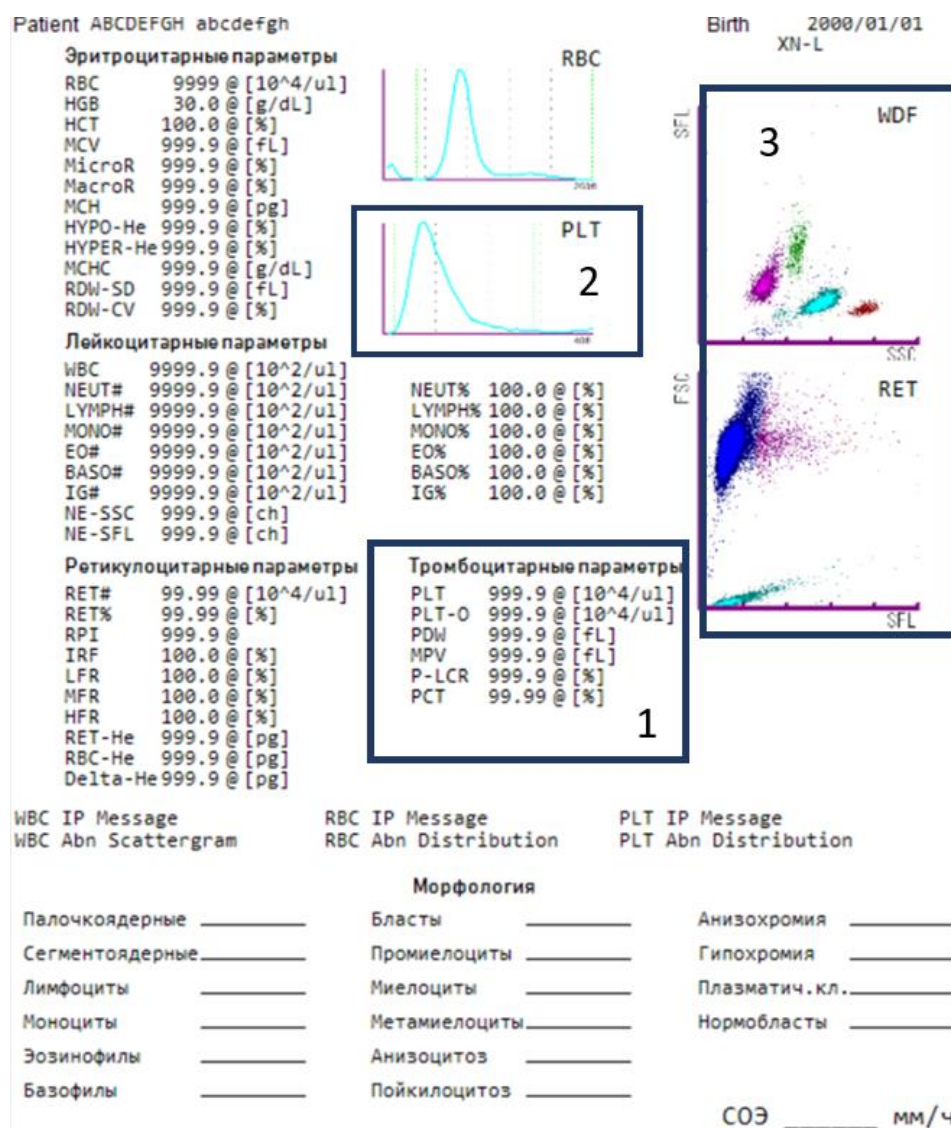 Patient ABCDEFGH abcdefgh
Birth 2000/01/01
XN-L
Эритроцитарные параметры
RBC 9999 @ [10^4/ul]
HGB 30.0 @ [g/dL]
HCT 100.0 @ [%]
MCV 999.9 @ [fL]
MicroR 999.9 @ [%]
MacroR 999.9 @ [%]
MCH 999.9 @ [pg]
HYPO-He 999.9 @ [%]
HYPER-He 999.9 @ [%]
MCHC 999.9 @ [g/dL]
RDW-SD 999.9 @ [fL]
RDW-CV 999.9 @ [%]
RBC
PLT
2
SFL
WDF
3
SSC
FSC
RET
SFL
Лейкоцитарные параметры
WBC 9999.9 @ [10^2/ul]
NEUT# 9999.9 @ [10^2/ul] NEUT% 100.0 @ [%]
LYMPH# 9999.9 @ [10^2/ul] LYMPH% 100.0 @ [%]
MONO# 9999.9 @ [10^2/ul] MONO% 100.0 @ [%]
EO# 9999.9 @ [10^2/ul] EO% 100.0 @ [%]
BASO# 9999.9 @ [10^2/ul] BASO% 100.0 @ [%]
IG# 9999.9 @ [10^2/ul] IG% 100.0 @ [%]
NE-SSC 999.9 @ [ch]
NE-SFL 999.9 @ [ch]
Ретикулоцитарные параметры
RET# 99.99 @ [10^4/ul]
RET% 99.99 @ [%]
RPI 999.9 @
IRF 100.0 @ [%]
LFR 100.0 @ [%]
MFR 100.0 @ [%]
HFR 100.0 @ [%]
RET-He 999.9 @ [pg]
RBC-He 999.9 @ [pg]
Delta-He 999.9 @ [pg]
Тромбоцитарные параметры
PLT 999.9 @ [10^4/ul]
PLT-O 999.9 @ [10^4/ul]
PDW 999.9 @ [fL]
MPV 999.9 @ [fL]
P-LCR 999.9 @ [%]
PCT 99.99 @ [%]
1
WBC IP Message RBC IP Message PLT IP Message
WBC Abn Scattergram RBC Abn Distribution PLT Abn Distribution
Морфология
Палочкоядерные Бласты Анизохромия
Сегментоядерные Промиелоциты Гипохромия
Лимфоциты Миелоциты Плазматич.кл.
Моноциты Метамиелоциты Нормобласты
Эозинофилы Анизоцитоз
Базофилы Пойкилоцитоз
СОЭ мм/ч